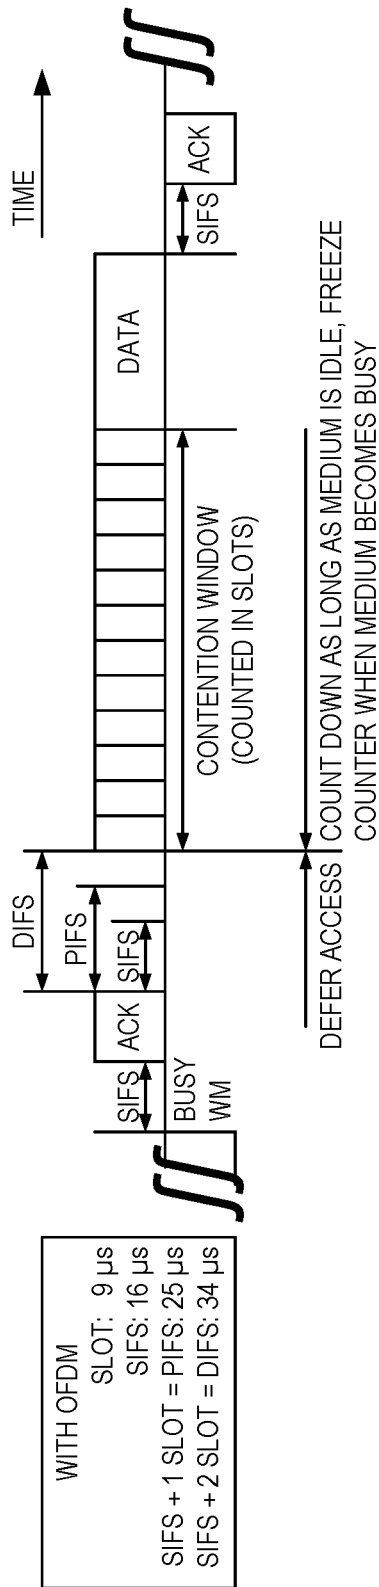 WITH OFDM
SLOT: 9 µs
SIFS: 16 µs
SIFS + 1 SLOT = PIFS: 25 µs
SIFS + 2 SLOT = DIFS: 34 µs
SIFS
BUSY
WM
ACK
DIFS
PIFS
SIFS
DEFER ACCESS
CONTENTION WINDOW
(COUNTED IN SLOTS)
COUNT DOWN AS LONG AS MEDIUM IS IDLE, FREEZE
COUNTER WHEN MEDIUM BECOMES BUSY
DATA
TIME
SIFS
ACK